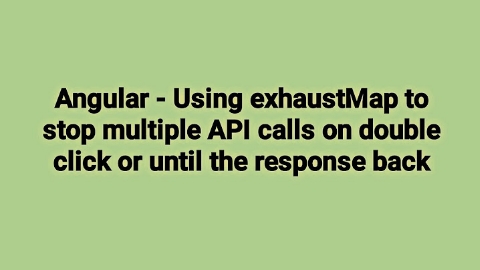 Angular - Using exhaustMap to
stop multiple API calls on double
click or until the response back